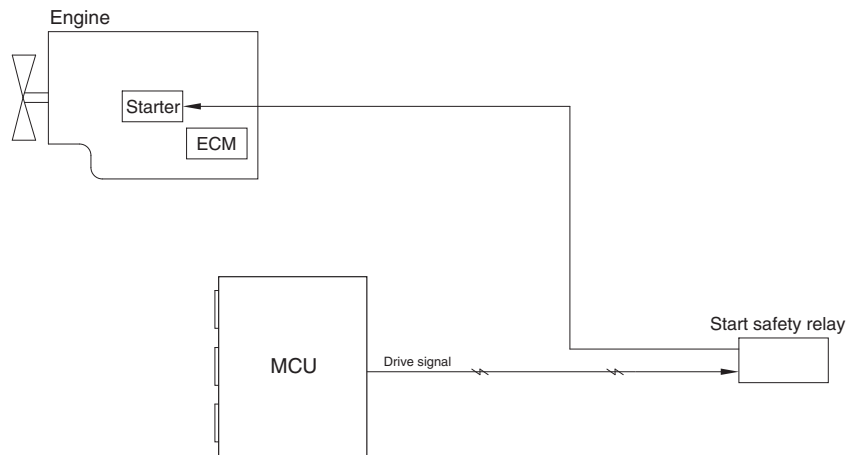 Engine
Starter
ECM
Start safety relay
MCU
Drive signal